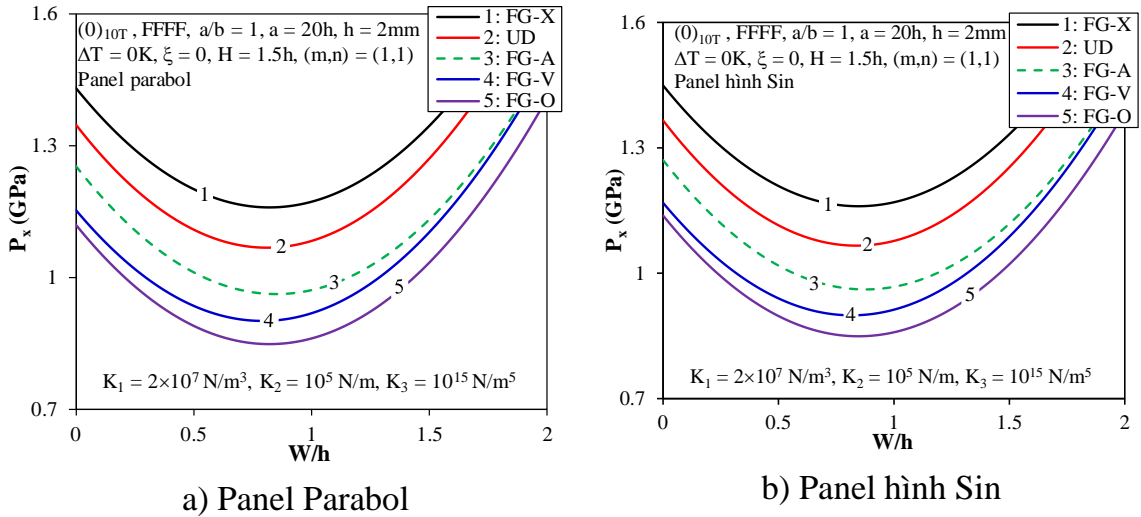 1.6
1.3
1
0.7
P_x (GPa)
(0)_10T , FFFF, a/b = 1, a = 20h, h = 2mm
ΔT = 0K, ξ = 0, H = 1.5h, (m,n) = (1,1)
Panel parabol
1: FG-X
2: UD
3: FG-A
4: FG-V
5: FG-O
1
2
3
4
5
K₁ = 2×10⁷ N/m³, K₂ = 10⁵ N/m, K₃ = 10¹⁵ N/m⁵
0 0.5 1 1.5 2
W/h
a) Panel Parabol
1.6
1.3
1
0.7
P_x (GPa)
(0)_10T , FFFF, a/b = 1, a = 20h, h = 2mm
ΔT = 0K, ξ = 0, H = 1.5h, (m,n) = (1,1)
Panel hình Sin
1: FG-X
2: UD
3: FG-A
4: FG-V
5: FG-O
1
2
3
4
5
K₁ = 2×10⁷ N/m³, K₂ = 10⁵ N/m, K₃ = 10¹⁵ N/m⁵
0 0.5 1 1.5 2
W/h
b) Panel hình Sin